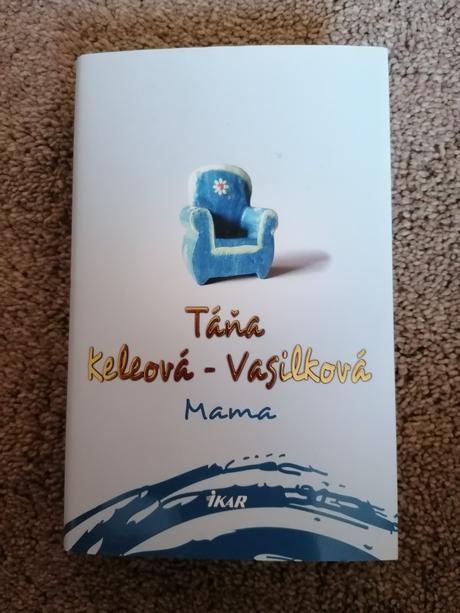 Táňa
Keleová - Vasilková
Mama
IKAR